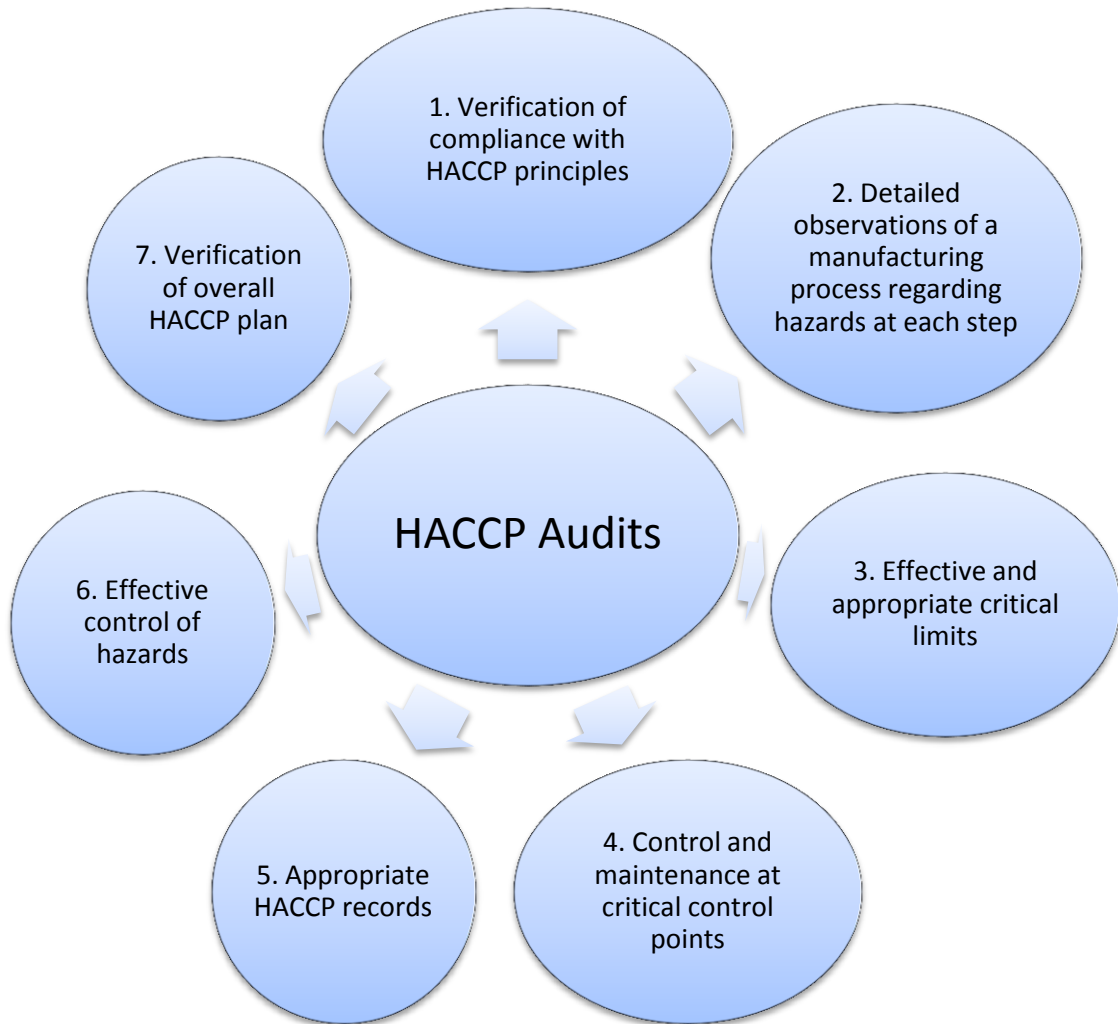 1. Verification of
compliance with
HACCP principles
2. Detailed
observations of a
manufacturing
process regarding
hazards at each step
3. Effective and
appropriate critical
limits
4. Control and
maintenance at
critical control
points
5. Appropriate
HACCP records
6. Effective
control of
hazards
7. Verification
of overall
HACCP plan
HACCP Audits